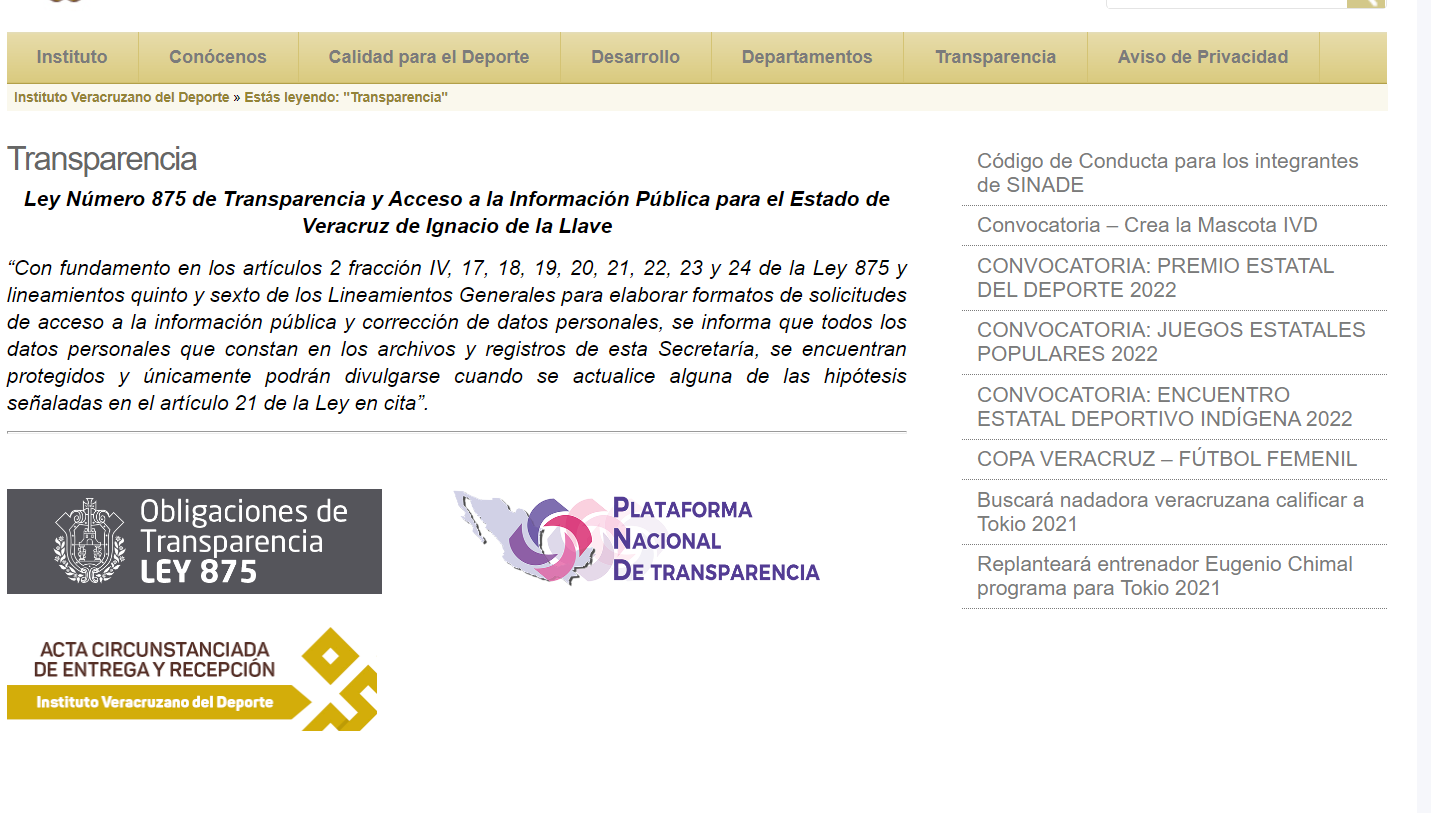 Instituto
Conócenos
Calidad para el Deporte
Desarrollo
Departamentos
Transparencia
Aviso de Privacidad
Instituto Veracruzano del Deporte » Estás leyendo: "Transparencia"
Transparencia
Ley Número 875 de Transparencia y Acceso a la Información Pública para el Estado de
Veracruz de Ignacio de la Llave
“Con fundamento en los artículos 2 fracción IV, 17, 18, 19, 20, 21, 22, 23 y 24 de la Ley 875 y
lineamientos quinto y sexto de los Lineamientos Generales para elaborar formatos de solicitudes
de acceso a la información pública y corrección de datos personales, se informa que todos los
datos personales que constan en los archivos y registros de esta Secretaría, se encuentran
protegidos y únicamente podrán divulgarse cuando se actualice alguna de las hipótesis
señaladas en el artículo 21 de la Ley en cita”.
Obligaciones de
Transparencia
LEY 875
PLATAFORMA
NACIONAL
DE TRANSPARENCIA
ACTA CIRCUNSTANCIADA
DE ENTREGA Y RECEPCIÓN
Instituto Veracruzano del Deporte
Código de Conducta para los integrantes
de SINADE
Convocatoria – Crea la Mascota IVD
CONVOCATORIA: PREMIO ESTATAL
DEL DEPORTE 2022
CONVOCATORIA: JUEGOS ESTATALES
POPULARES 2022
CONVOCATORIA: ENCUENTRO
ESTATAL DEPORTIVO INDÍGENA 2022
COPA VERACRUZ – FÚTBOL FEMENIL
Buscará nadadora veracruzana calificar a
Tokio 2021
Replanteará entrenador Eugenio Chimal
programa para Tokio 2021